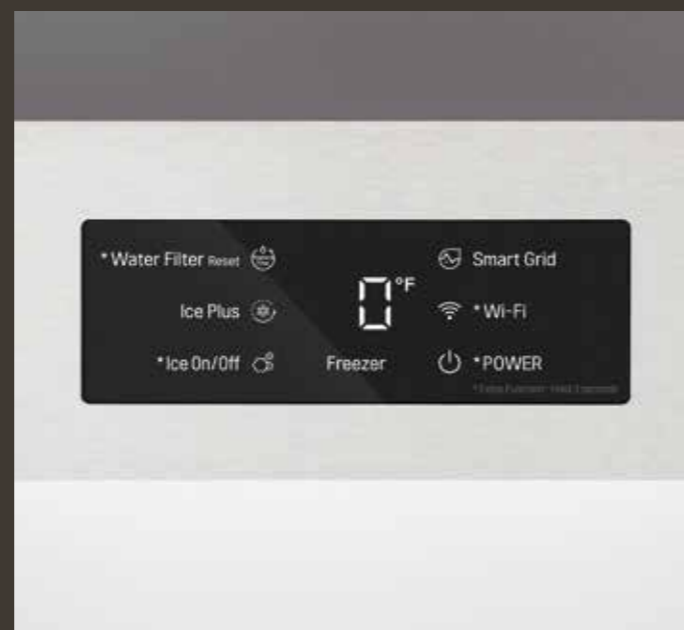 *Water Filter Reset
Ice Plus
*Ice On/Off
0°F
Freezer
Smart Grid
*Wi-Fi
*POWER